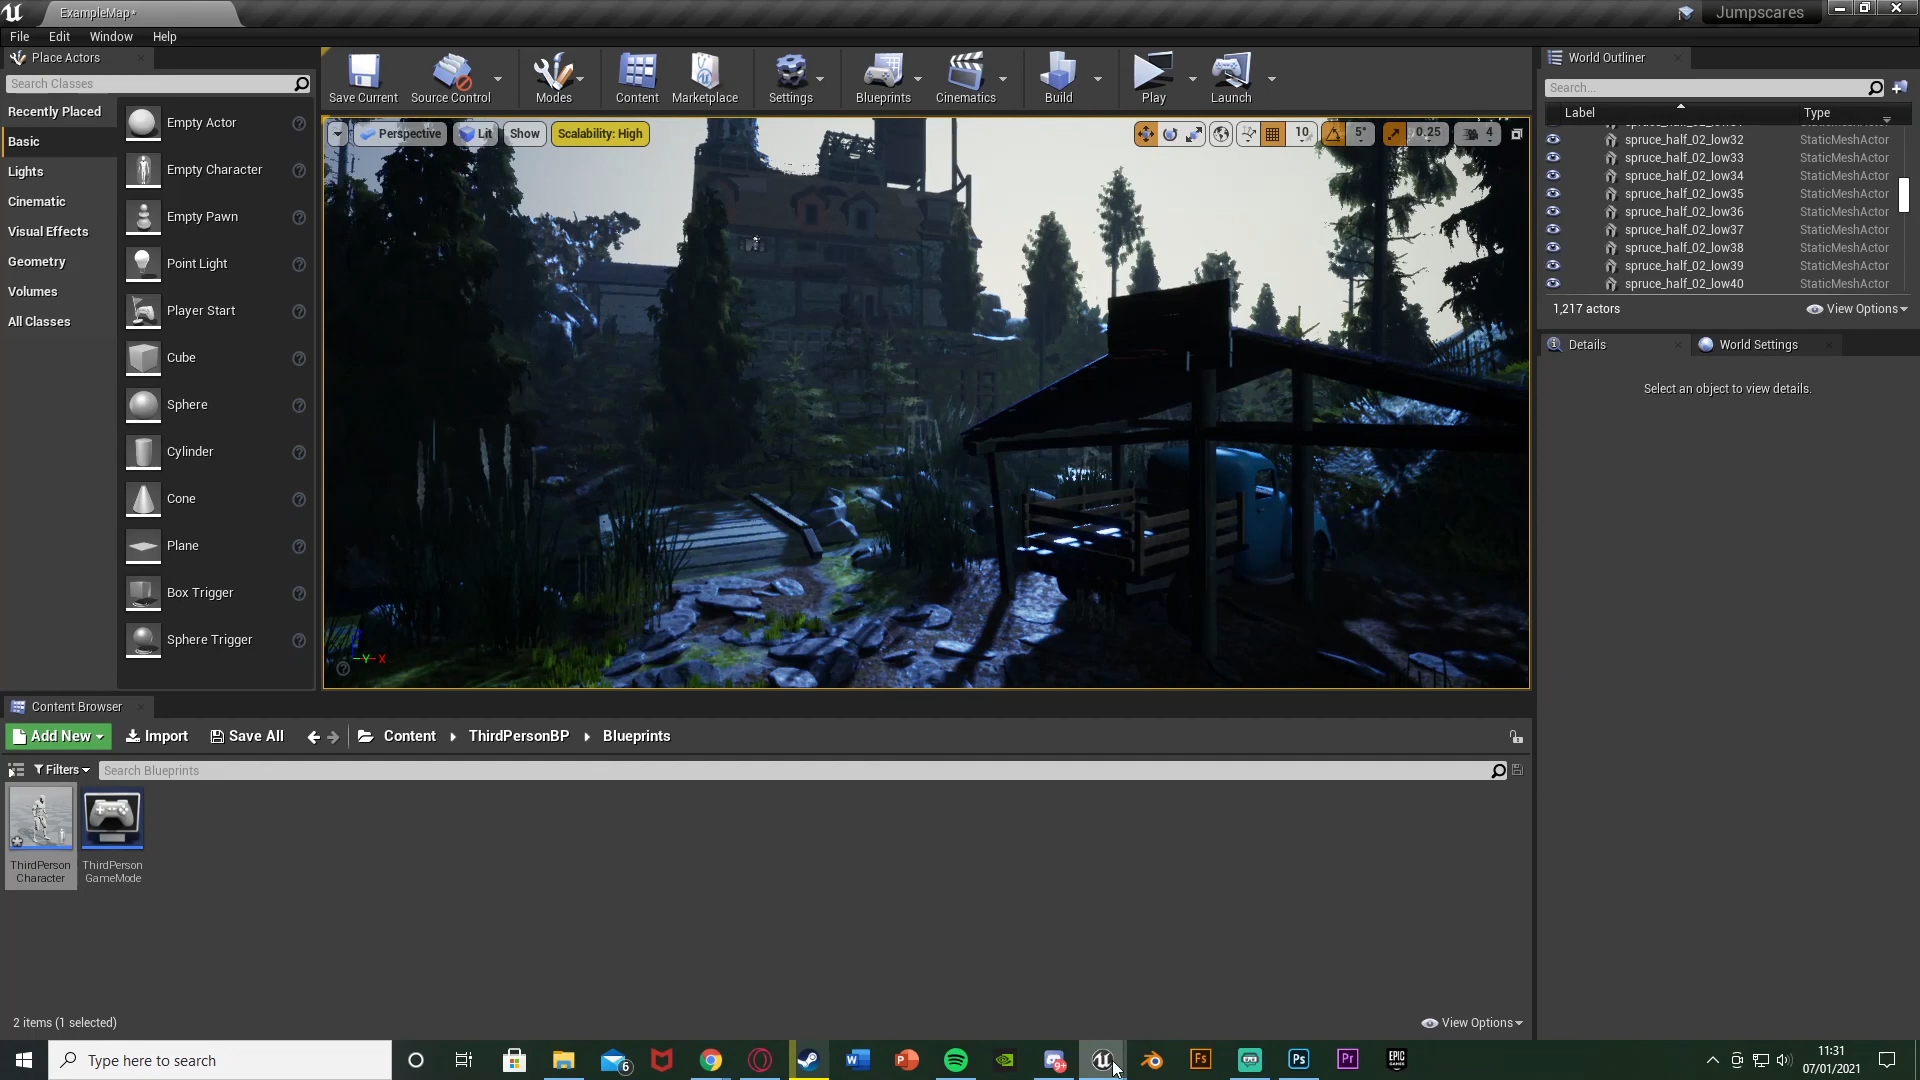 ExampleMap*
Jumpscares
File Edit Window Help
Place Actors
Search Classes
Recently Placed
Basic
Lights
Cinematic
Visual Effects
Geometry
Volumes
All Classes
Empty Actor
Empty Character
Empty Pawn
Point Light
Player Start
Cube
Sphere
Cylinder
Cone
Plane
Box Trigger
Sphere Trigger
Save Current
Source Control
Modes
Content
Marketplace
Settings
Blueprints
Cinematics
Build
Play
Launch
Perspective Lit Show Scalability: High
10 5° 0.25 4
Y X
World Outliner
Search...
Label Type
spruce_half_02_low32 StaticMeshActor
spruce_half_02_low33 StaticMeshActor
spruce_half_02_low34 StaticMeshActor
spruce_half_02_low35 StaticMeshActor
spruce_half_02_low36 StaticMeshActor
spruce_half_02_low37 StaticMeshActor
spruce_half_02_low38 StaticMeshActor
spruce_half_02_low39 StaticMeshActor
spruce_half_02_low40 StaticMeshActor
1,217 actors View Options
Details World Settings
Select an object to view details.
Content Browser
Add New Import Save All Content ThirdPersonBP Blueprints
Filters Search Blueprints
ThirdPerson
Character
ThirdPerson
GameMode
2 items (1 selected) View Options
Type here to search
6
9+
Fs
Ps
Pr
EPIC
11:31
07/01/2021